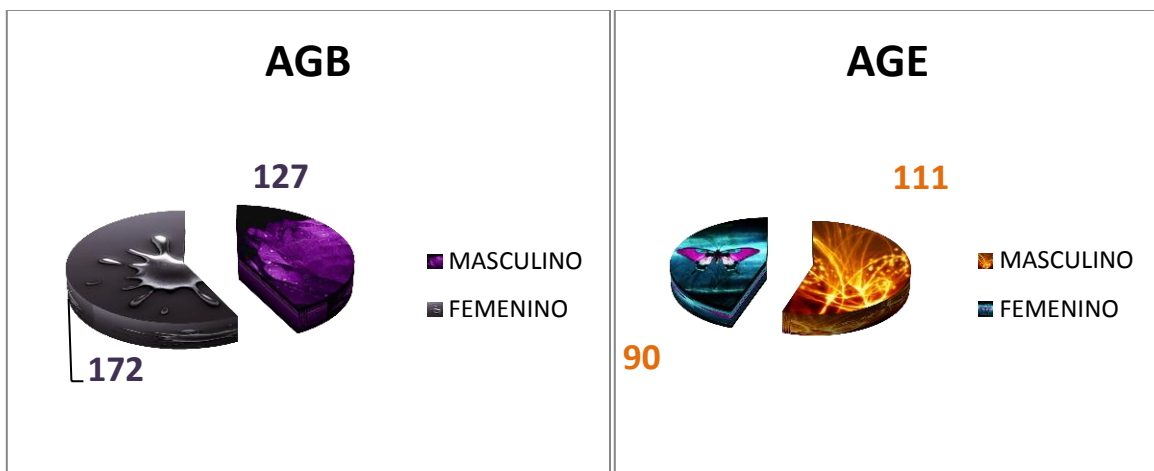 AGB
127
MASCULINO
FEMENINO
172
AGE
111
MASCULINO
FEMENINO
90